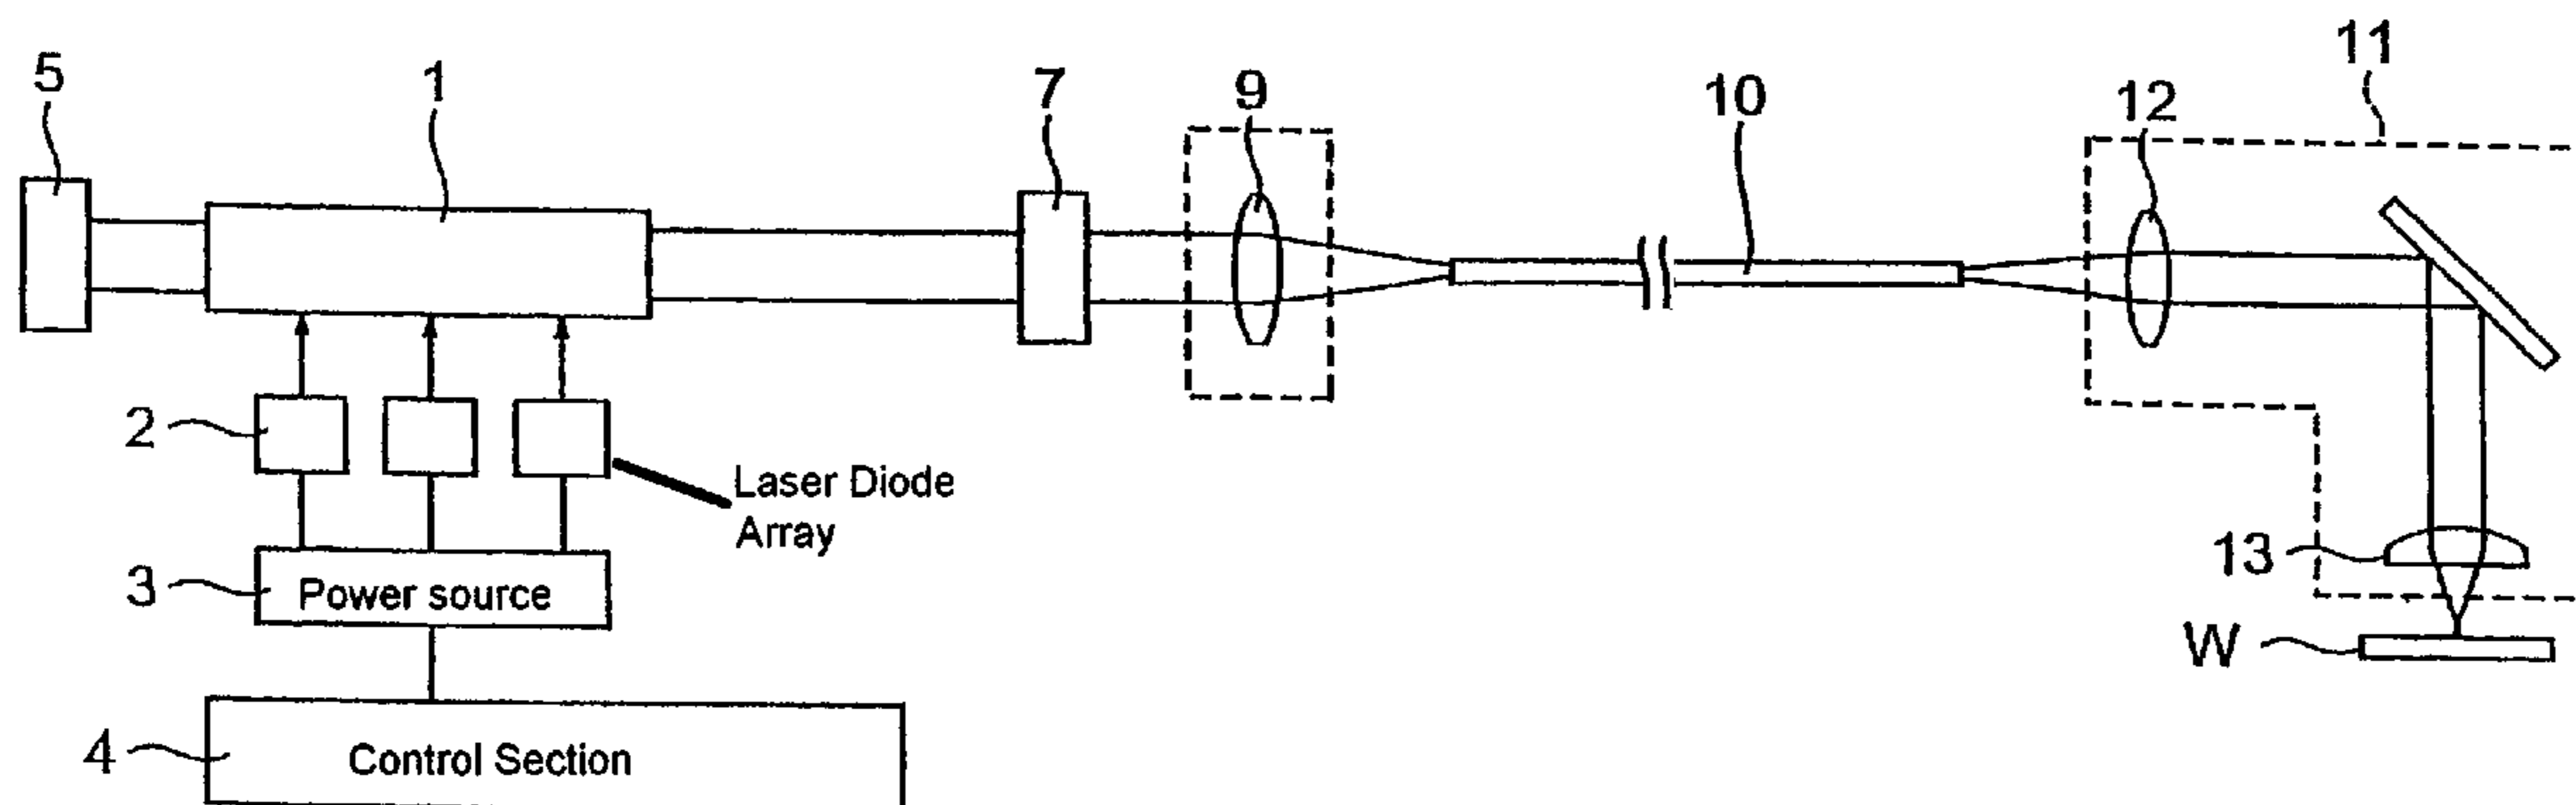 5
1
7
9
10
11
12
2
Laser Diode
Array
3
Power source
13
W
4
Control Section